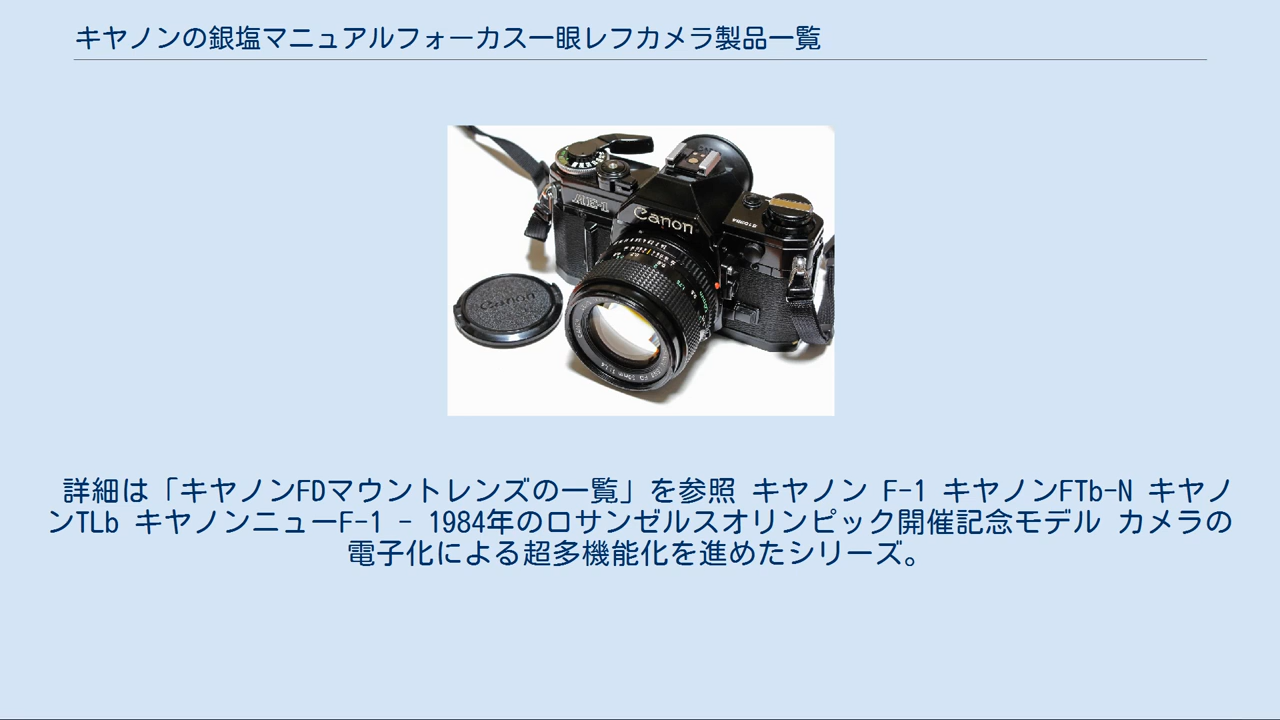 キヤノンの銀塩マニュアルフォーカス一眼レフカメラ製品一覧
AE-1
Canon
Canon
詳細は「キヤノンFDマウントレンズの一覧」を参照 キヤノン F-1 キヤノンFTb-N キヤノ
ンTLb キヤノンニューF-1 - 1984年のロサンゼルスオリンピック開催記念モデル カメラの
電子化による超多機能化を進めたシリーズ。